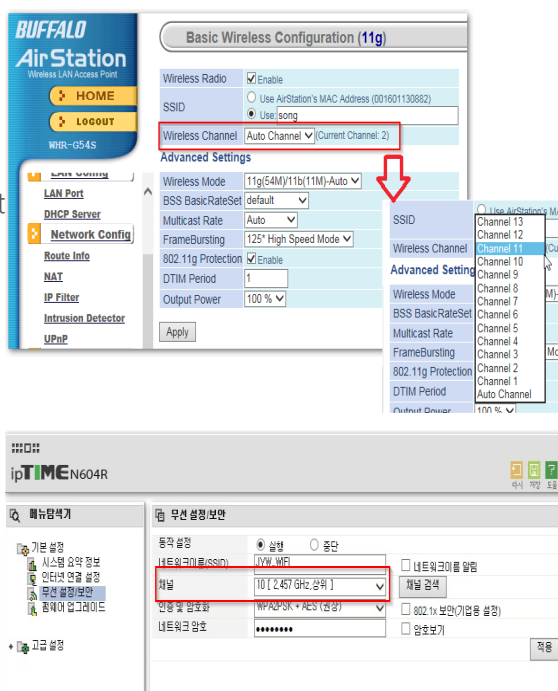 BUFFALO
AirStation
Wireless LAN Access Point
HOME
LOGOUT
WHR-G54S
LAN Config
LAN Port
DHCP Server
Network Config
Route Info
NAT
IP Filter
Intrusion Detector
UPnP
Basic Wireless Configuration (11g)
Wireless Radio Enable
SSID Use AirStation's MAC Address (001601130882)
Use: song
Wireless Channel Auto Channel (Current Channel: 2)
Advanced Settings
Wireless Mode 11g(54M)/11b(11M)-Auto
BSS BasicRateSet default
Multicast Rate Auto
FrameBursting 125* High Speed Mode
802.11g Protection Enable
DTIM Period 1
Output Power 100 %
Apply
SSID Use AirStation's MA
Wireless Channel
Advanced Setting
Wireless Mode
BSS BasicRateSet
Multicast Rate
FrameBursting
802.11g Protection
DTIM Period
Output Power 100 %
Channel 13
Channel 12
Channel 11
Channel 10
Channel 9
Channel 8
Channel 7
Channel 6
Channel 5
Channel 4
Channel 3
Channel 2
Channel 1
Auto Channel
ipTIME N604R
다시 저장 도움
메뉴탐색기
기본 설정
시스템 요약 정보
인터넷 연결 설정
무선 설정/보안
펌웨어 업그레이드
고급 설정
무선 설정/보안
동작 설정 실행 중단
네트워크이름(SSID) JYW_WIFI 네트워크이름 알림
채널 10 [ 2,457 GHz,상위 ] 채널 검색
인증 및 암호화 WPA2PSK + AES (권장) 802.1x 보안(기업용 설정)
네트워크 암호 •••••••• 암호보기
적용